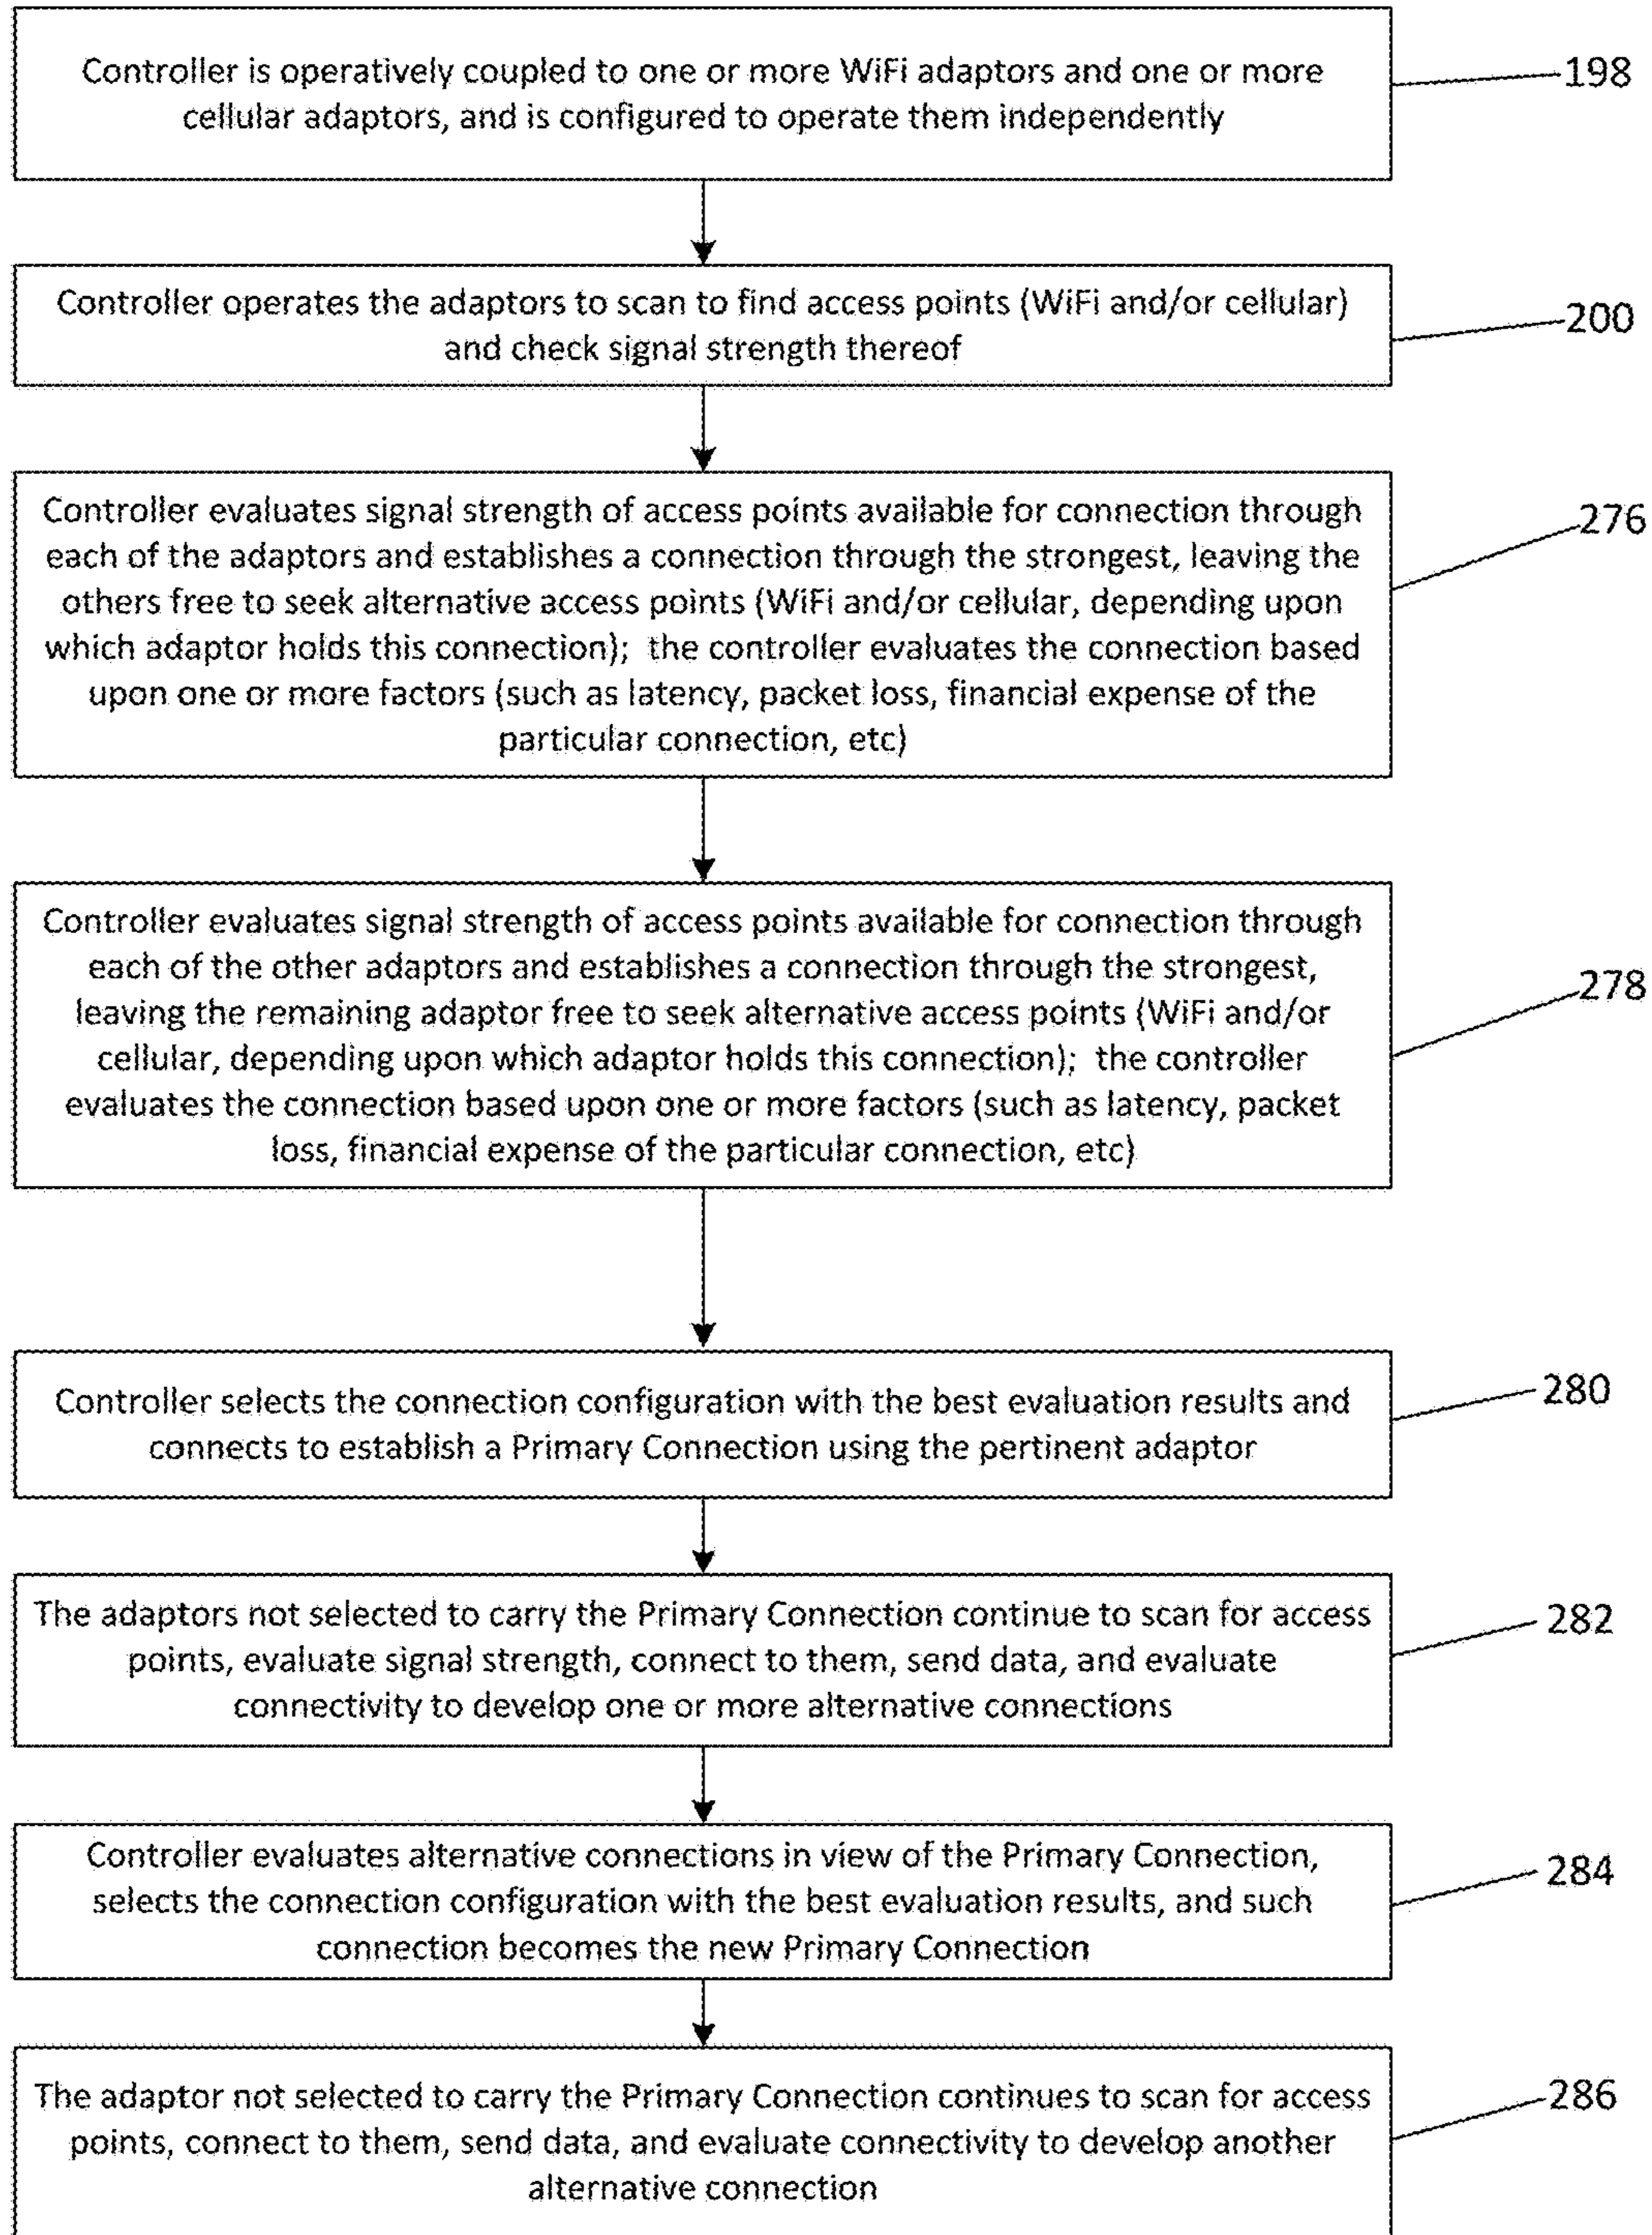 Controller is operatively coupled to one or more WiFi adaptors and one or more
cellular adaptors, and is configured to operate them independently
198
Controller operates the adaptors to scan to find access points (WiFi and/or cellular)
and check signal strength thereof
200
Controller evaluates signal strength of access points available for connection through
each of the adaptors and establishes a connection through the strongest, leaving the
others free to seek alternative access points (WiFi and/or cellular, depending upon
which adaptor holds this connection); the controller evaluates the connection based
upon one or more factors (such as latency, packet loss, financial expense of the
particular connection, etc)
276
Controller evaluates signal strength of access points available for connection through
each of the other adaptors and establishes a connection through the strongest,
leaving the remaining adaptor free to seek alternative access points (WiFi and/or
cellular, depending upon which adaptor holds this connection); the controller
evaluates the connection based upon one or more factors (such as latency, packet
loss, financial expense of the particular connection, etc)
278
Controller selects the connection configuration with the best evaluation results and
connects to establish a Primary Connection using the pertinent adaptor
280
The adaptors not selected to carry the Primary Connection continue to scan for access
points, evaluate signal strength, connect to them, send data, and evaluate
connectivity to develop one or more alternative connections
282
Controller evaluates alternative connections in view of the Primary Connection,
selects the connection configuration with the best evaluation results, and such
connection becomes the new Primary Connection
284
The adaptor not selected to carry the Primary Connection continues to scan for access
points, connect to them, send data, and evaluate connectivity to develop another
alternative connection
286